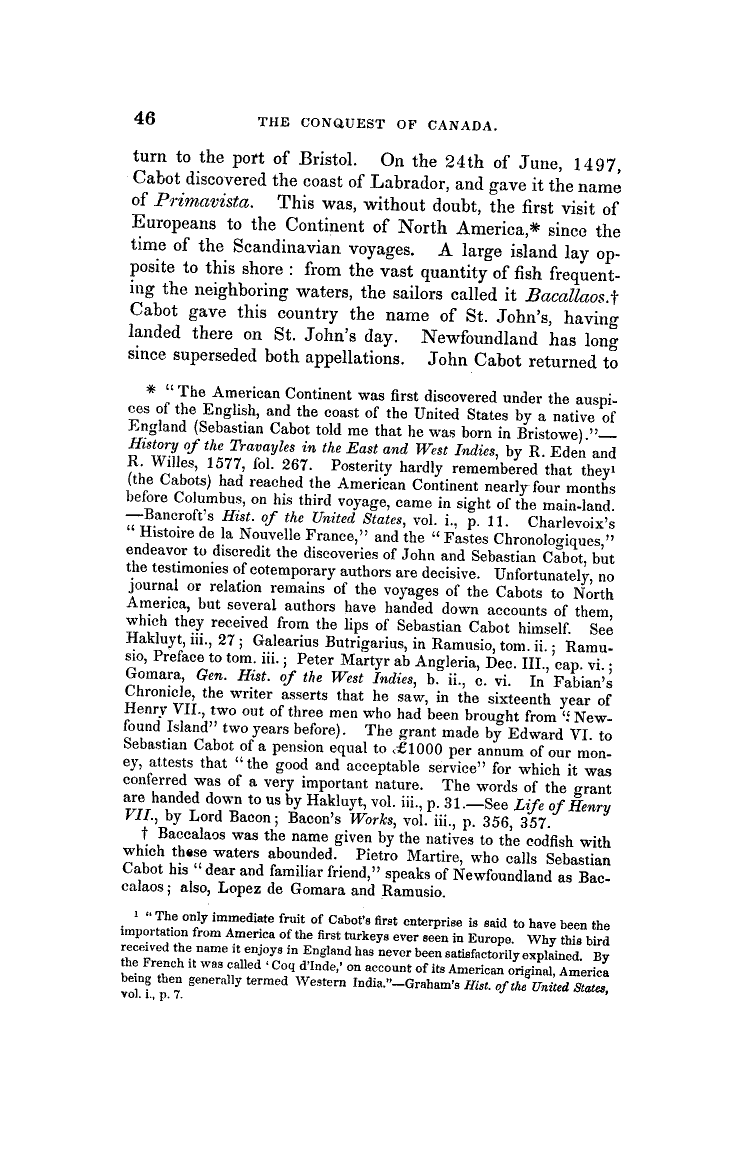 46 THE CONQUEST OF CANADA.
turn to the port of Bristol. On the 24th of June, 1497,
Cabot discovered the coast of Labrador, and gave it the name
of Primavista. This was, without doubt, the first visit of
Europeans to the Continent of North America,* since the
time of the Scandinavian voyages. A large island lay op-
posite to this shore : from the vast quantity of fish frequent-
ing the neighboring waters, the sailors called it Bacallaos.†
Cabot gave this country the name of St. John's, having
landed there on St. John's day. Newfoundland has long
since superseded both appellations. John Cabot returned to
* "The American Continent was first discovered under the auspi-
ces of the English, and the coast of the United States by a native of
England (Sebastian Cabot told me that he was born in Bristowe)."—
History of the Travayles in the East and West Indies, by R. Eden and
R. Willes, 1577, fol. 267. Posterity hardly remembered that they¹
(the Cabots) had reached the American Continent nearly four months
before Columbus, on his third voyage, came in sight of the main-land.
—Bancroft's Hist. of the United States, vol. i., p. 11. Charlevoix's
"Histoire de la Nouvelle France," and the "Fastes Chronologiques,"
endeavor to discredit the discoveries of John and Sebastian Cabot, but
the testimonies of cotemporary authors are decisive. Unfortunately, no
journal or relation remains of the voyages of the Cabots to North
America, but several authors have handed down accounts of them,
which they received from the lips of Sebastian Cabot himself. See
Hakluyt, iii., 27 ; Galearius Butrigarius, in Ramusio, tom. ii. ; Ramu-
sio, Preface to tom. iii. ; Peter Martyr ab Angleria, Dec. III., cap. vi. ;
Gomara, Gen. Hist. of the West Indies, b. ii., c. vi. In Fabian's
Chronicle, the writer asserts that he saw, in the sixteenth year of
Henry VII., two out of three men who had been brought from "New-
found Island" two years before). The grant made by Edward VI. to
Sebastian Cabot of a pension equal to £1000 per annum of our mon-
ey, attests that "the good and acceptable service" for which it was
conferred was of a very important nature. The words of the grant
are handed down to us by Hakluyt, vol. iii., p. 31.—See Life of Henry
VII., by Lord Bacon ; Bacon's Works, vol. iii., p. 356, 357.
† Baccalaos was the name given by the natives to the codfish with
which these waters abounded. Pietro Martire, who calls Sebastian
Cabot his "dear and familiar friend," speaks of Newfoundland as Bac-
calaos ; also, Lopez de Gomara and Ramusio.
¹ "The only immediate fruit of Cabot's first enterprise is said to have been the
importation from America of the first turkeys ever seen in Europe. Why this bird
received the name it enjoys in England has never been satisfactorily explained. By
the French it was called 'Coq d'Inde,' on account of its American original, America
being then generally termed Western India."—Graham's Hist. of the United States,
vol. i., p. 7.